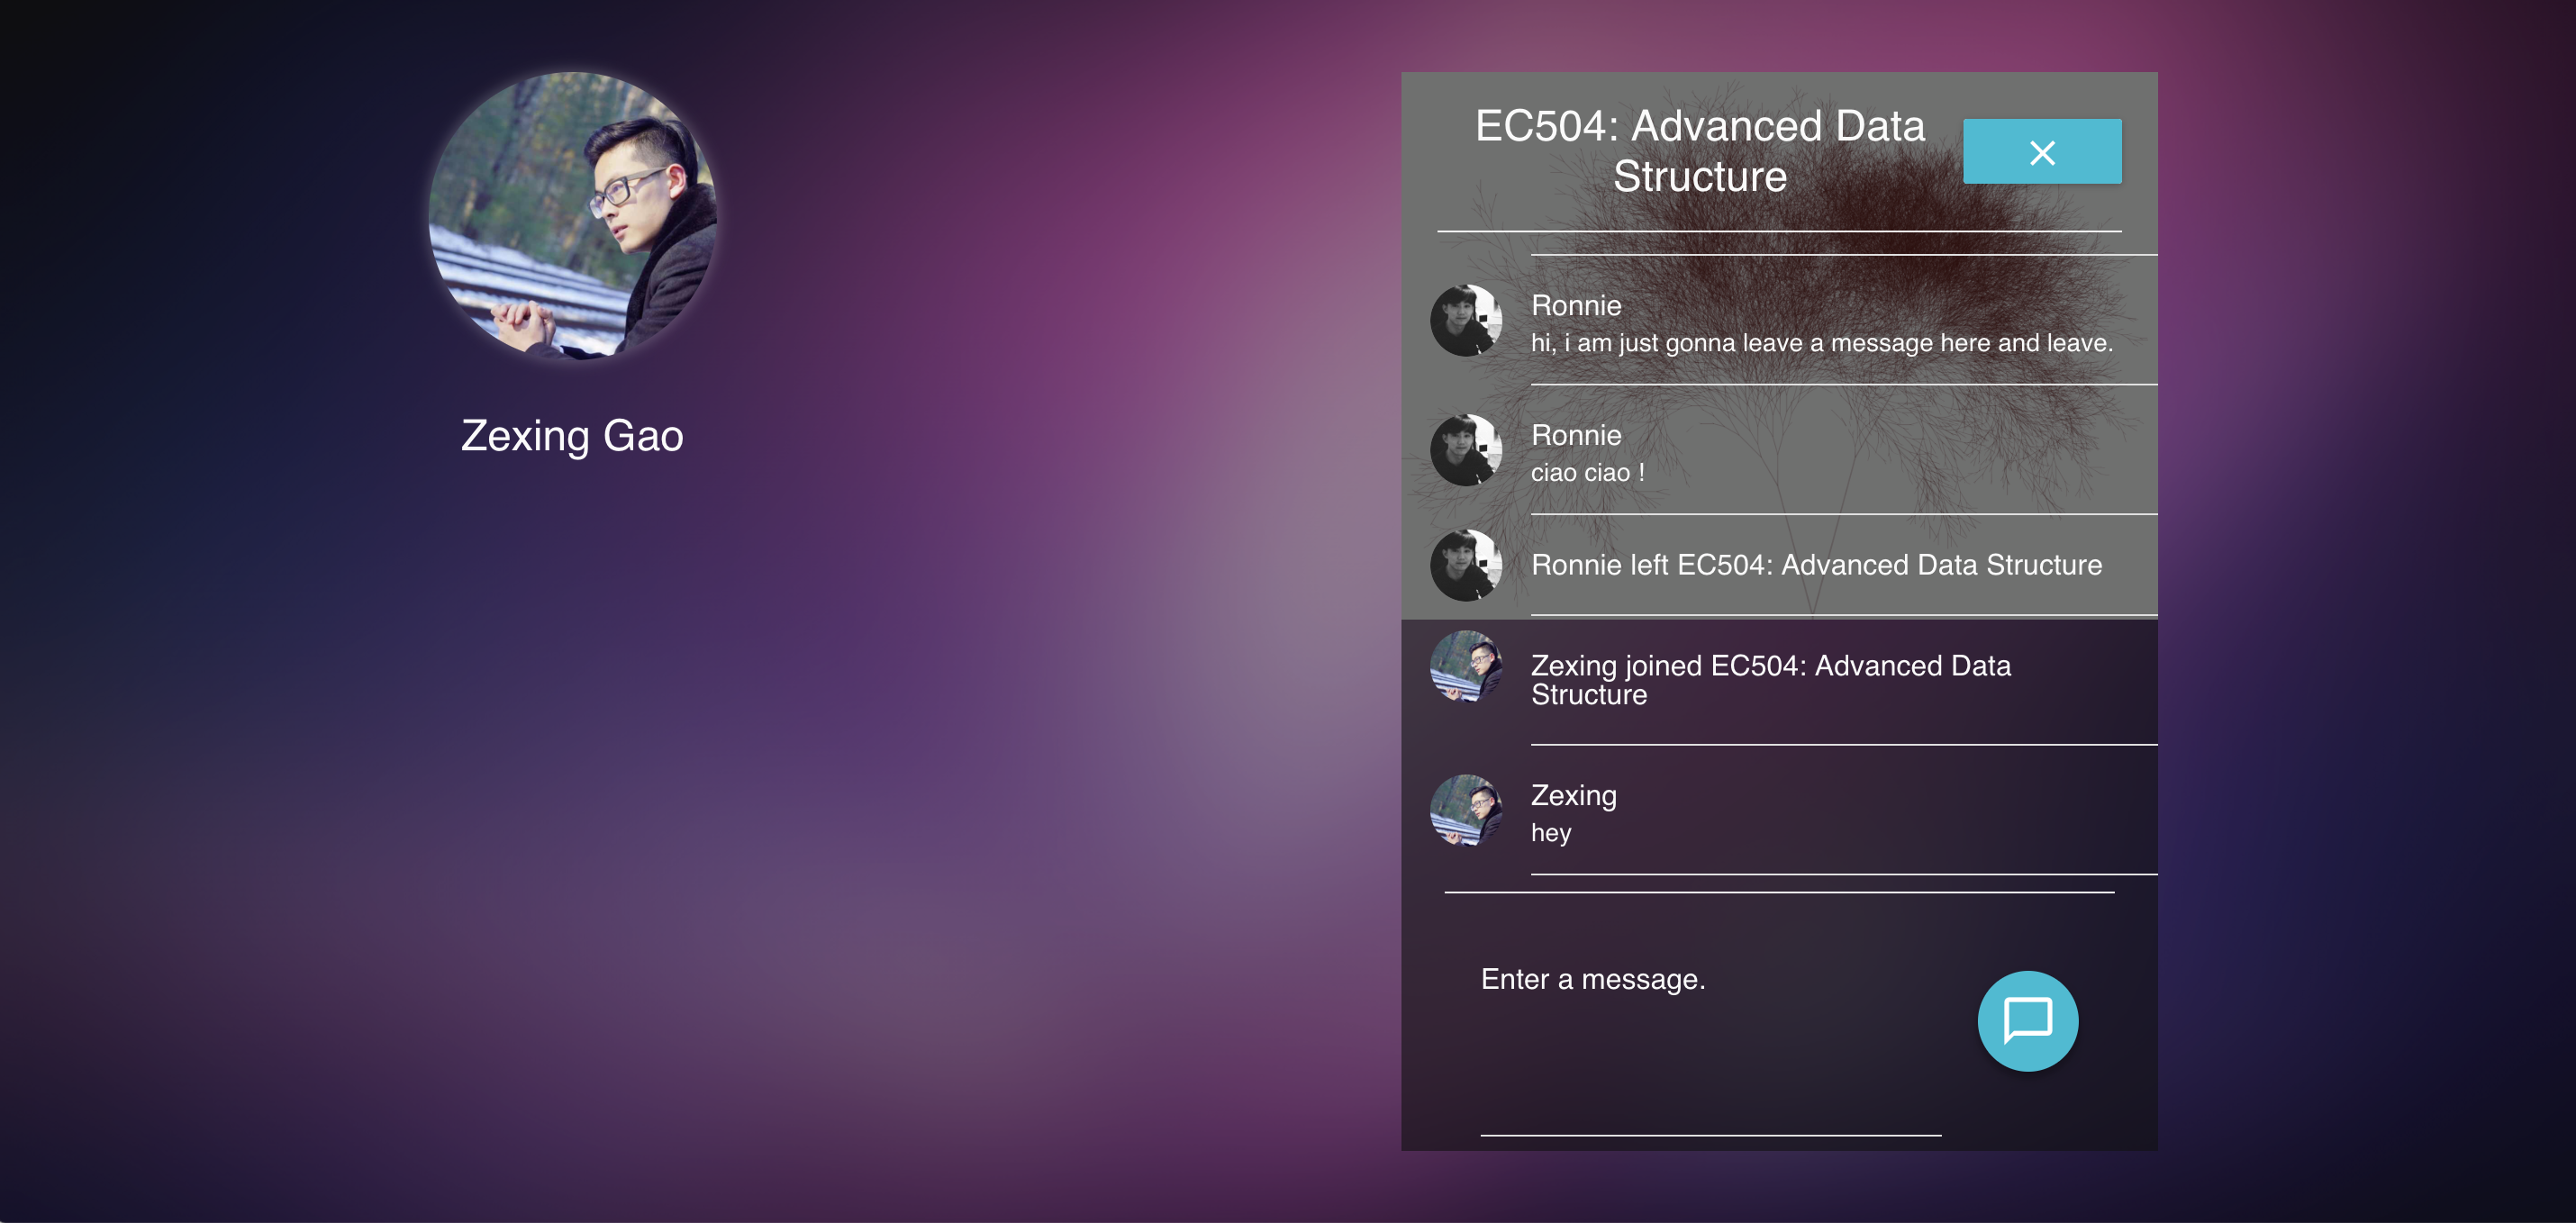 Zexing Gao
EC504: Advanced Data
Structure
Ronnie
hi, i am just gonna leave a message here and leave.
Ronnie
ciao ciao !
Ronnie left EC504: Advanced Data Structure
Zexing joined EC504: Advanced Data
Structure
Zexing
hey
Enter a message.